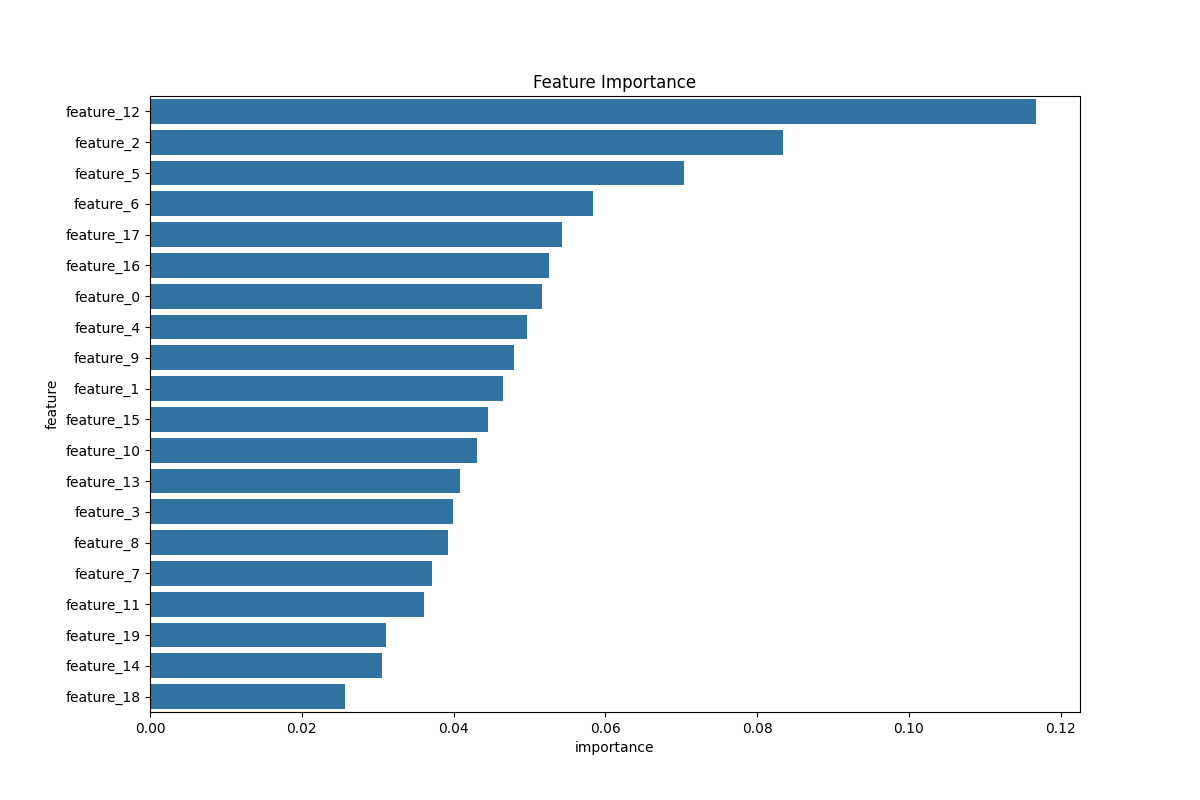 Feature Importance
feature_12
feature_2
feature_5
feature_6
feature_17
feature_16
feature_0
feature_4
feature_9
feature_1
feature_15
feature_10
feature_13
feature_3
feature_8
feature_7
feature_11
feature_19
feature_14
feature_18
feature
0.00 0.02 0.04 0.06 0.08 0.10 0.12
importance